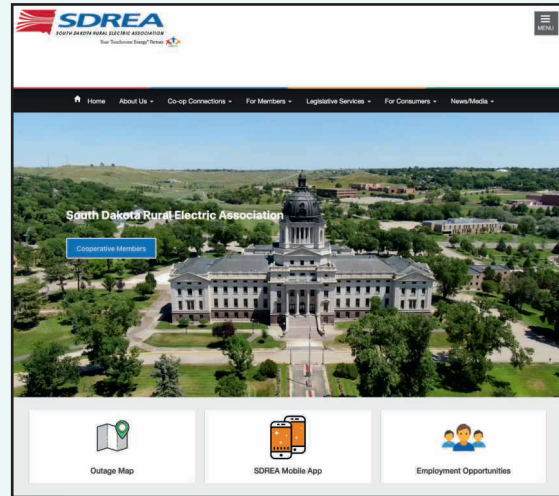 SDREA
SOUTH DAKOTA RURAL ELECTRIC ASSOCIATION
Your Touchstone Energy® Partner
MENU
Home About Us Co-op Connections For Members Legislative Services For Consumers News/Media
South Dakota Rural Electric Association
Cooperative Members
Outage Map
SDREA Mobile App
Employment Opportunities